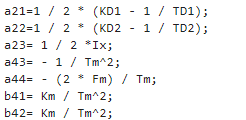 a21=1 / 2 * (KD1 - 1 / TD1);
a22=1 / 2 * (KD2 - 1 / TD2);
a23= 1 / 2 *Ix;
a43= - 1 / Tm^2;
a44= - (2 * Fm) / Tm;
b41= Km / Tm^2;
b42= Km / Tm^2;